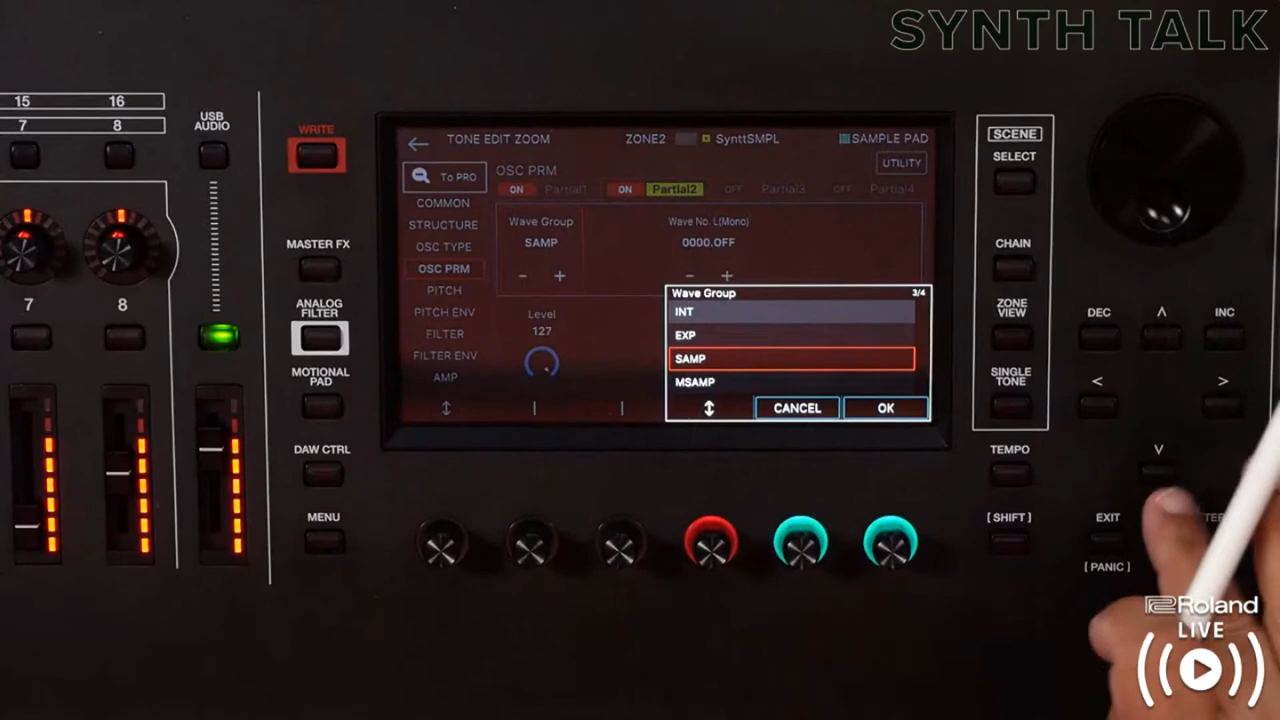 SYNTH TALK
15 16
7 8
USB
AUDIO
WRITE
TONE EDIT ZOOM ZONE2 SynttSMPL SAMPLE PAD
To PRO OSC PRM UTILITY
ON Partial1 ON Partial2 OFF Partial3 OFF Partial4
COMMON
STRUCTURE
OSC TYPE
OSC PRM
PITCH
PITCH ENV
FILTER
FILTER ENV
AMP
Wave Group
SAMP
- +
Wave No. L(Mono)
0000.OFF
- +
Level
127
Wave Group 3/4
INT
EXP
SAMP
MSAMP
CANCEL OK
SCENE
SELECT
CHAIN
ZONE
VIEW
SINGLE
TONE
TEMPO
[ SHIFT ]
MASTER FX
ANALOG
FILTER
MOTIONAL
PAD
DAW CTRL
MENU
7 8
DEC INC
EXIT
[ PANIC ]
Roland
LIVE